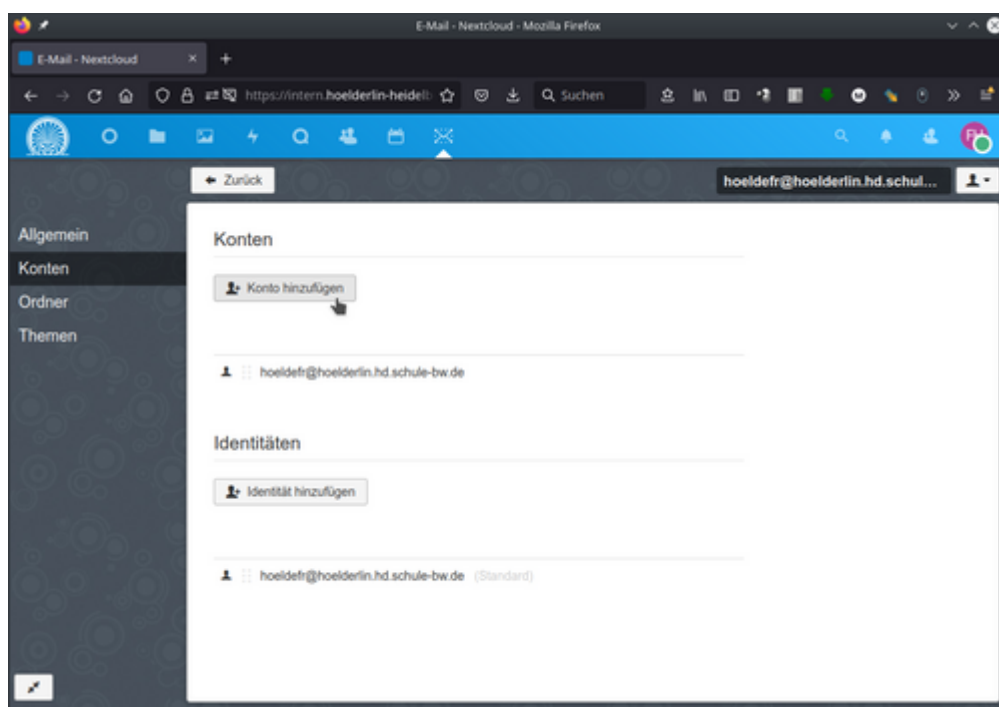 E-Mail - Nextcloud - Mozilla Firefox
E-Mail - Nextcloud
https://intern.hoelderlin-heidelb
Suchen
Zurück
hoeldefr@hoelderlin.hd.schul...
Allgemein
Konten
Ordner
Themen
Konten
Konto hinzufügen
hoeldefr@hoelderlin.hd.schule-bw.de
Identitäten
Identität hinzufügen
hoeldefr@hoelderlin.hd.schule-bw.de (Standard)